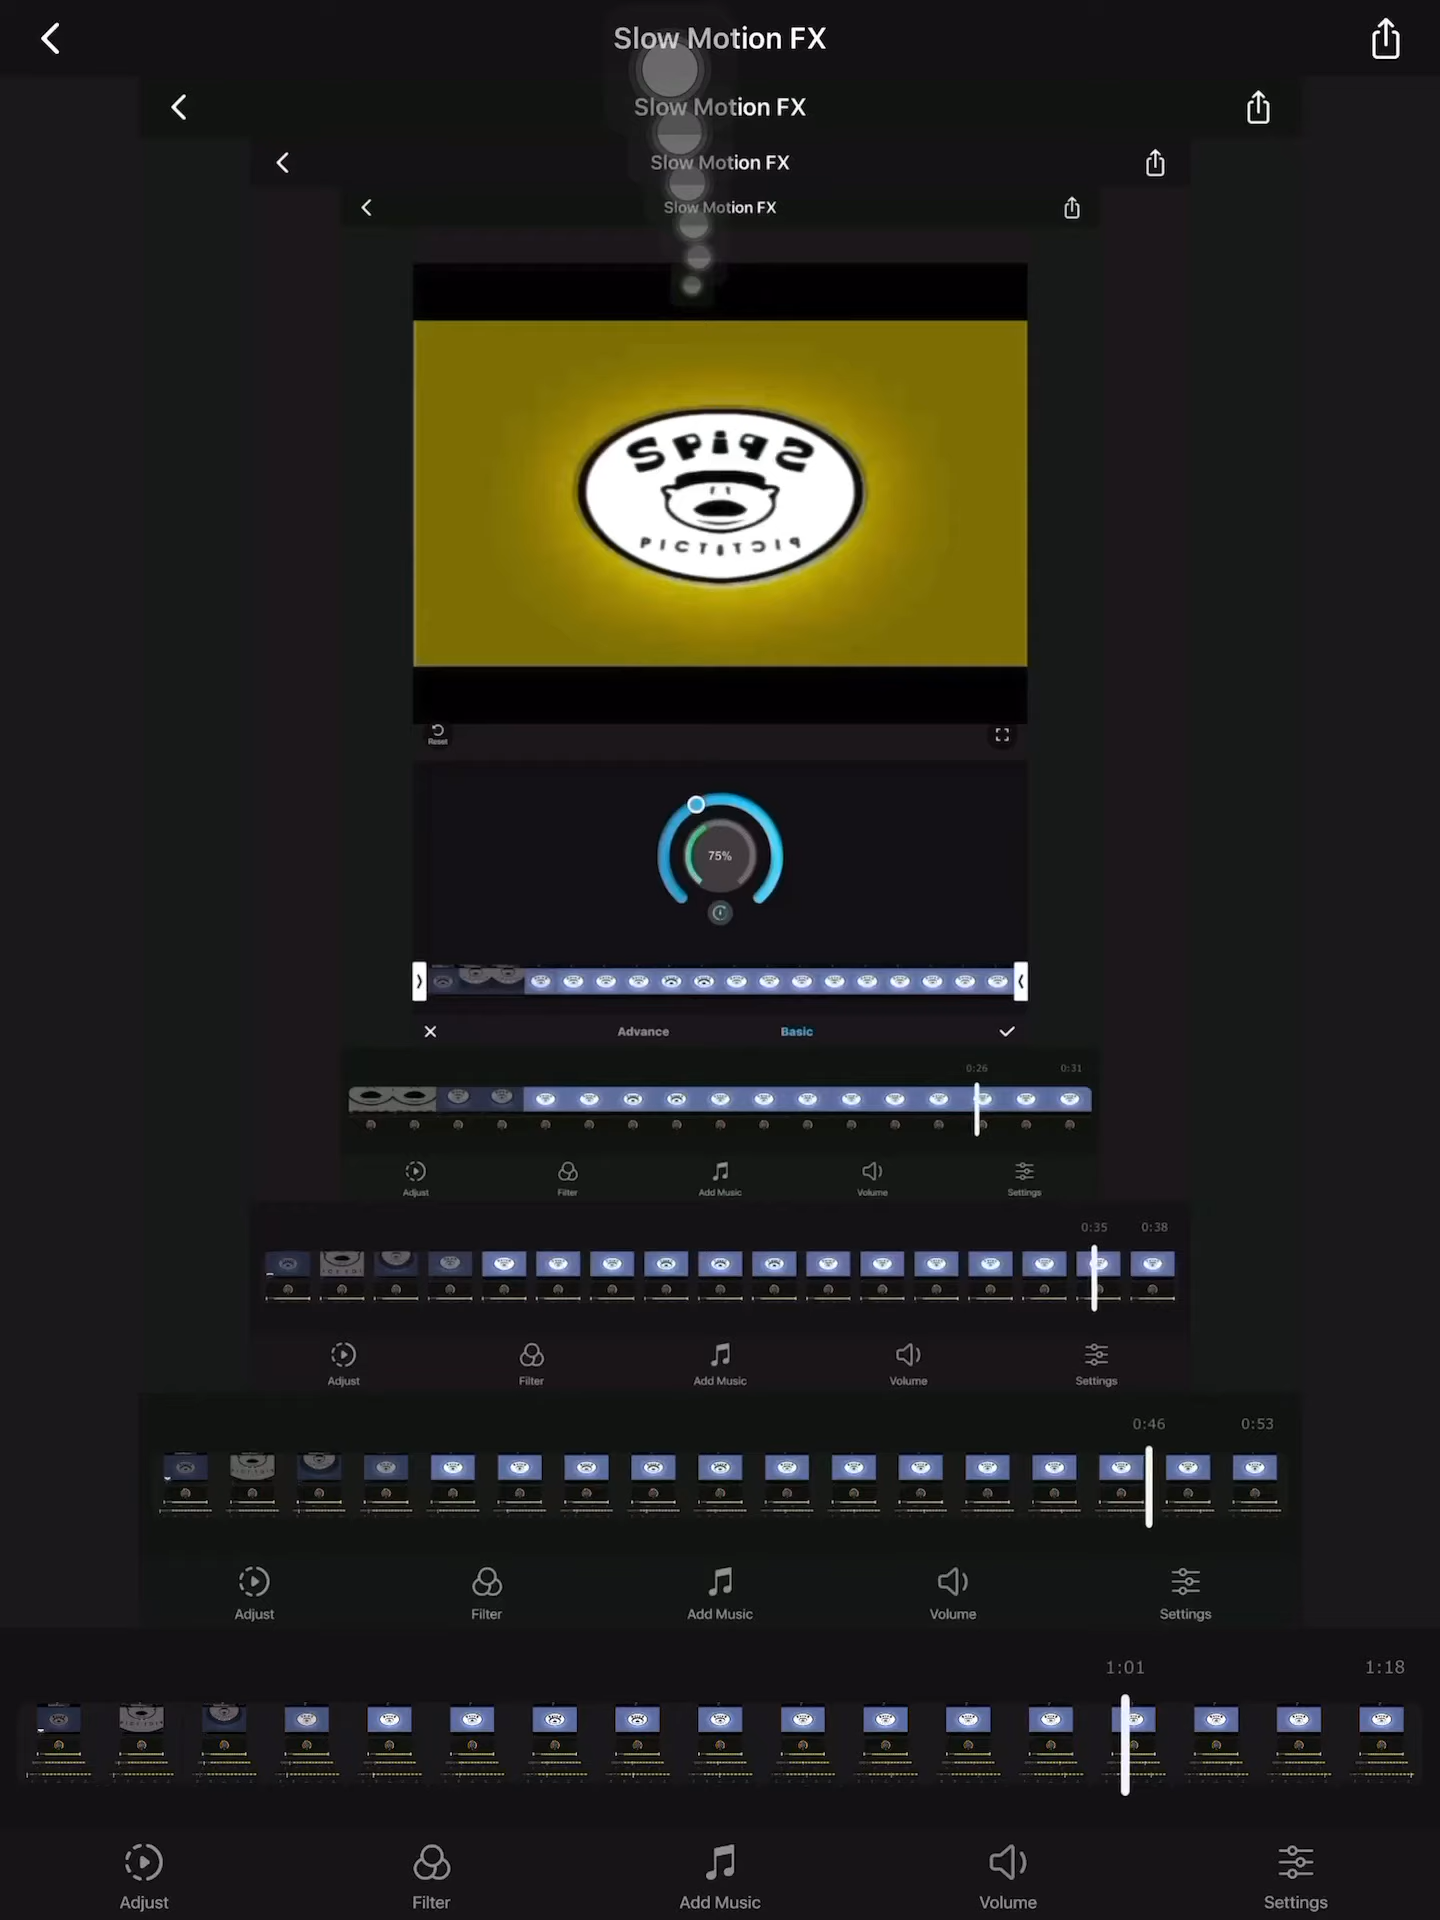 Slow Motion FX
Slow Motion FX
Slow Motion FX
Slow Motion FX
Reset
75%
Advance
Basic
0:26
0:31
Adjust
Filter
Add Music
Volume
Settings
0:35
0:38
Adjust
Filter
Add Music
Volume
Settings
0:46
0:53
Adjust
Filter
Add Music
Volume
Settings
1:01
1:18
Adjust
Filter
Add Music
Volume
Settings